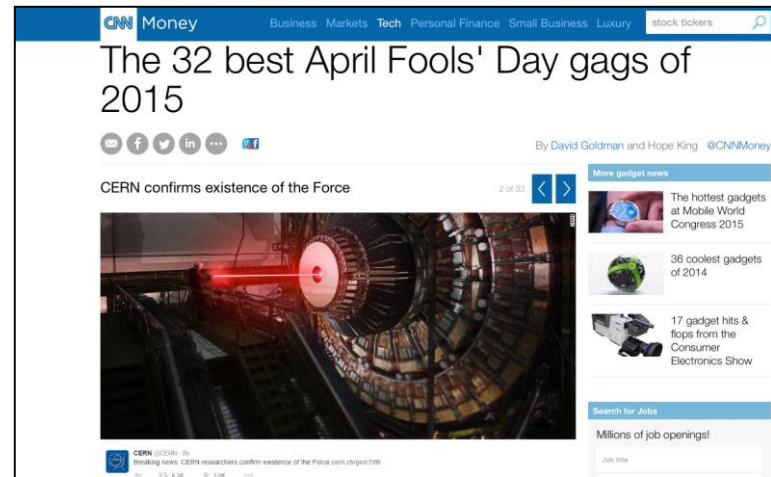 CNN Money
Business Markets Tech Personal Finance Small Business Luxury
stock tickers
The 32 best April Fools' Day gags of
2015
By David Goldman and Hope King @CNNMoney
CERN confirms existence of the Force
2 of 33
CERN
CERN @CERN · 8h
Breaking news: CERN researchers confirm existence of the Force
More gadget news
The hottest gadgets
at Mobile World
Congress 2015
36 coolest gadgets
of 2014
17 gadget hits &
flops from the
Consumer
Electronics Show
Search for Jobs
Millions of job openings!
Job title